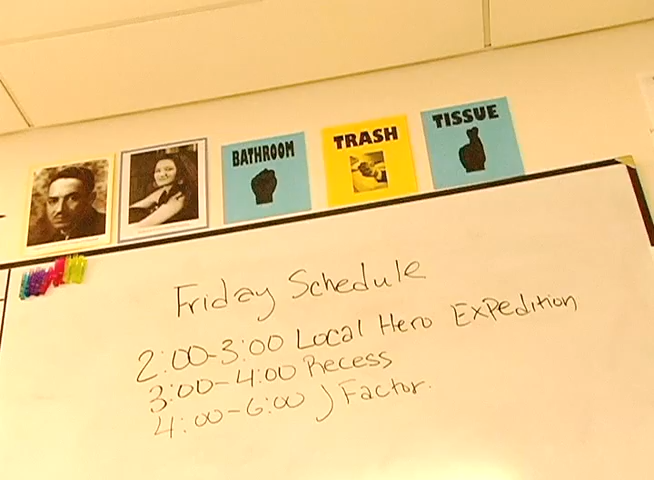 BATHROOM
TRASH
TISSUE
Friday Schedule
2:00-3:00 Local Hero Expedition
3:00-4:00 Recess
4:00-6:00 J Factor.